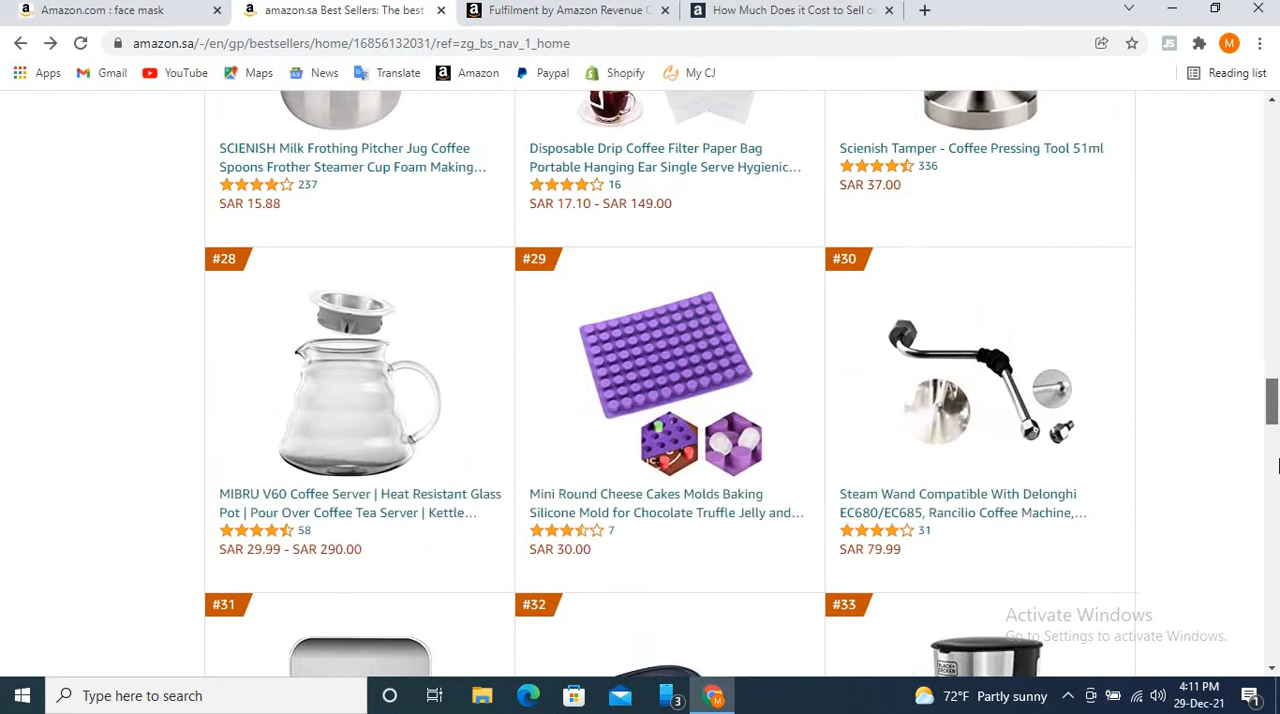 Amazon.com : face mask
amazon.sa Best Sellers: The best
Fulfilment by Amazon Revenue C
How Much Does it Cost to Sell o
amazon.sa/-/en/gp/bestsellers/home/16856132031/ref=zg_bs_nav_1_home
M
Apps
Gmail
YouTube
Maps
News
Translate
Amazon
Paypal
Shopify
My CJ
Reading list
SCIENISH Milk Frothing Pitcher Jug Coffee
Spoons Frother Steamer Cup Foam Making...
237
SAR 15.88
Disposable Drip Coffee Filter Paper Bag
Portable Hanging Ear Single Serve Hygienic...
16
SAR 17.10 - SAR 149.00
Scienish Tamper - Coffee Pressing Tool 51ml
336
SAR 37.00
#28
MIBRU V60 Coffee Server | Heat Resistant Glass
Pot | Pour Over Coffee Tea Server | Kettle...
58
SAR 29.99 - SAR 290.00
#29
Mini Round Cheese Cakes Molds Baking
Silicone Mold for Chocolate Truffle Jelly and...
7
SAR 30.00
#30
Steam Wand Compatible With Delonghi
EC680/EC685, Rancilio Coffee Machine,...
31
SAR 79.99
#31
#32
#33
Activate Windows
Go to Settings to activate Windows.
Type here to search
3
72°F Partly sunny
4:11 PM
29-Dec-21
1